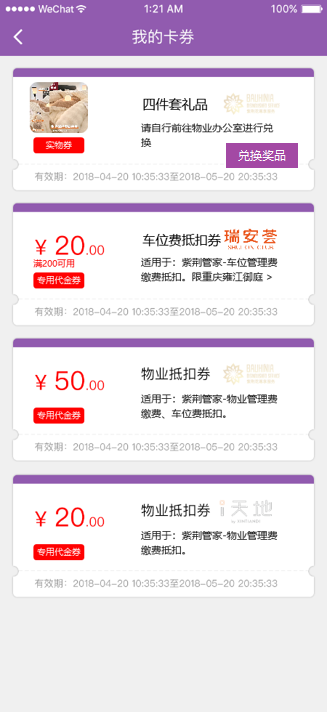 WeChat
1:21 AM
100%
我的卡券
四件套礼品
请自行前往物业办公室进行兑
换
实物券
兑换奖品
有效期：2018-04-20 10:35:33至2018-05-20 20:35:33
¥ 20.00
满200可用
专用代金券
车位费抵扣券
瑞安荟
SHUI ON CLUB
适用于：紫荆管家-车位管理费
缴费抵扣。限重庆雍江御庭 >
有效期：2018-04-20 10:35:33至2018-05-20 20:35:33
¥ 50.00
专用代金券
物业抵扣券
适用于：紫荆管家-物业管理费
缴费、车位费抵扣。
有效期：2018-04-20 10:35:33至2018-05-20 20:35:33
¥ 20.00
专用代金券
物业抵扣券
i天地
适用于：紫荆管家-物业管理费
缴费抵扣。
有效期：2018-04-20 10:35:33至2018-05-20 20:35:33